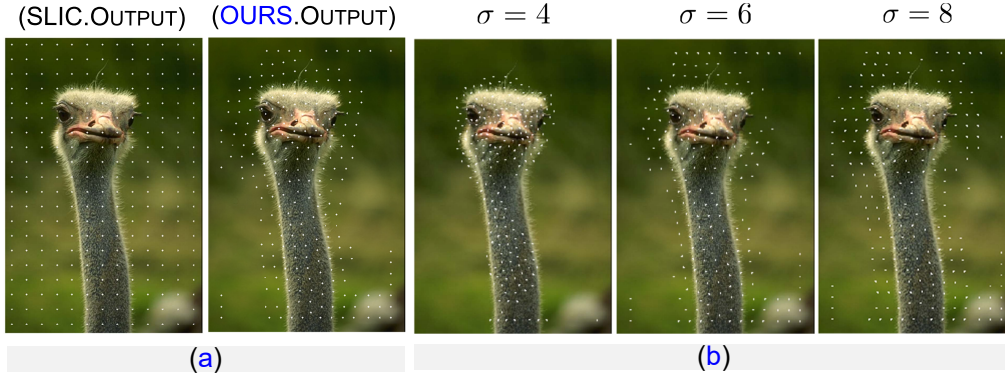 (SLIC.OUTPUT) (OURS.OUTPUT) σ = 4 σ = 6 σ = 8
(a) (b)